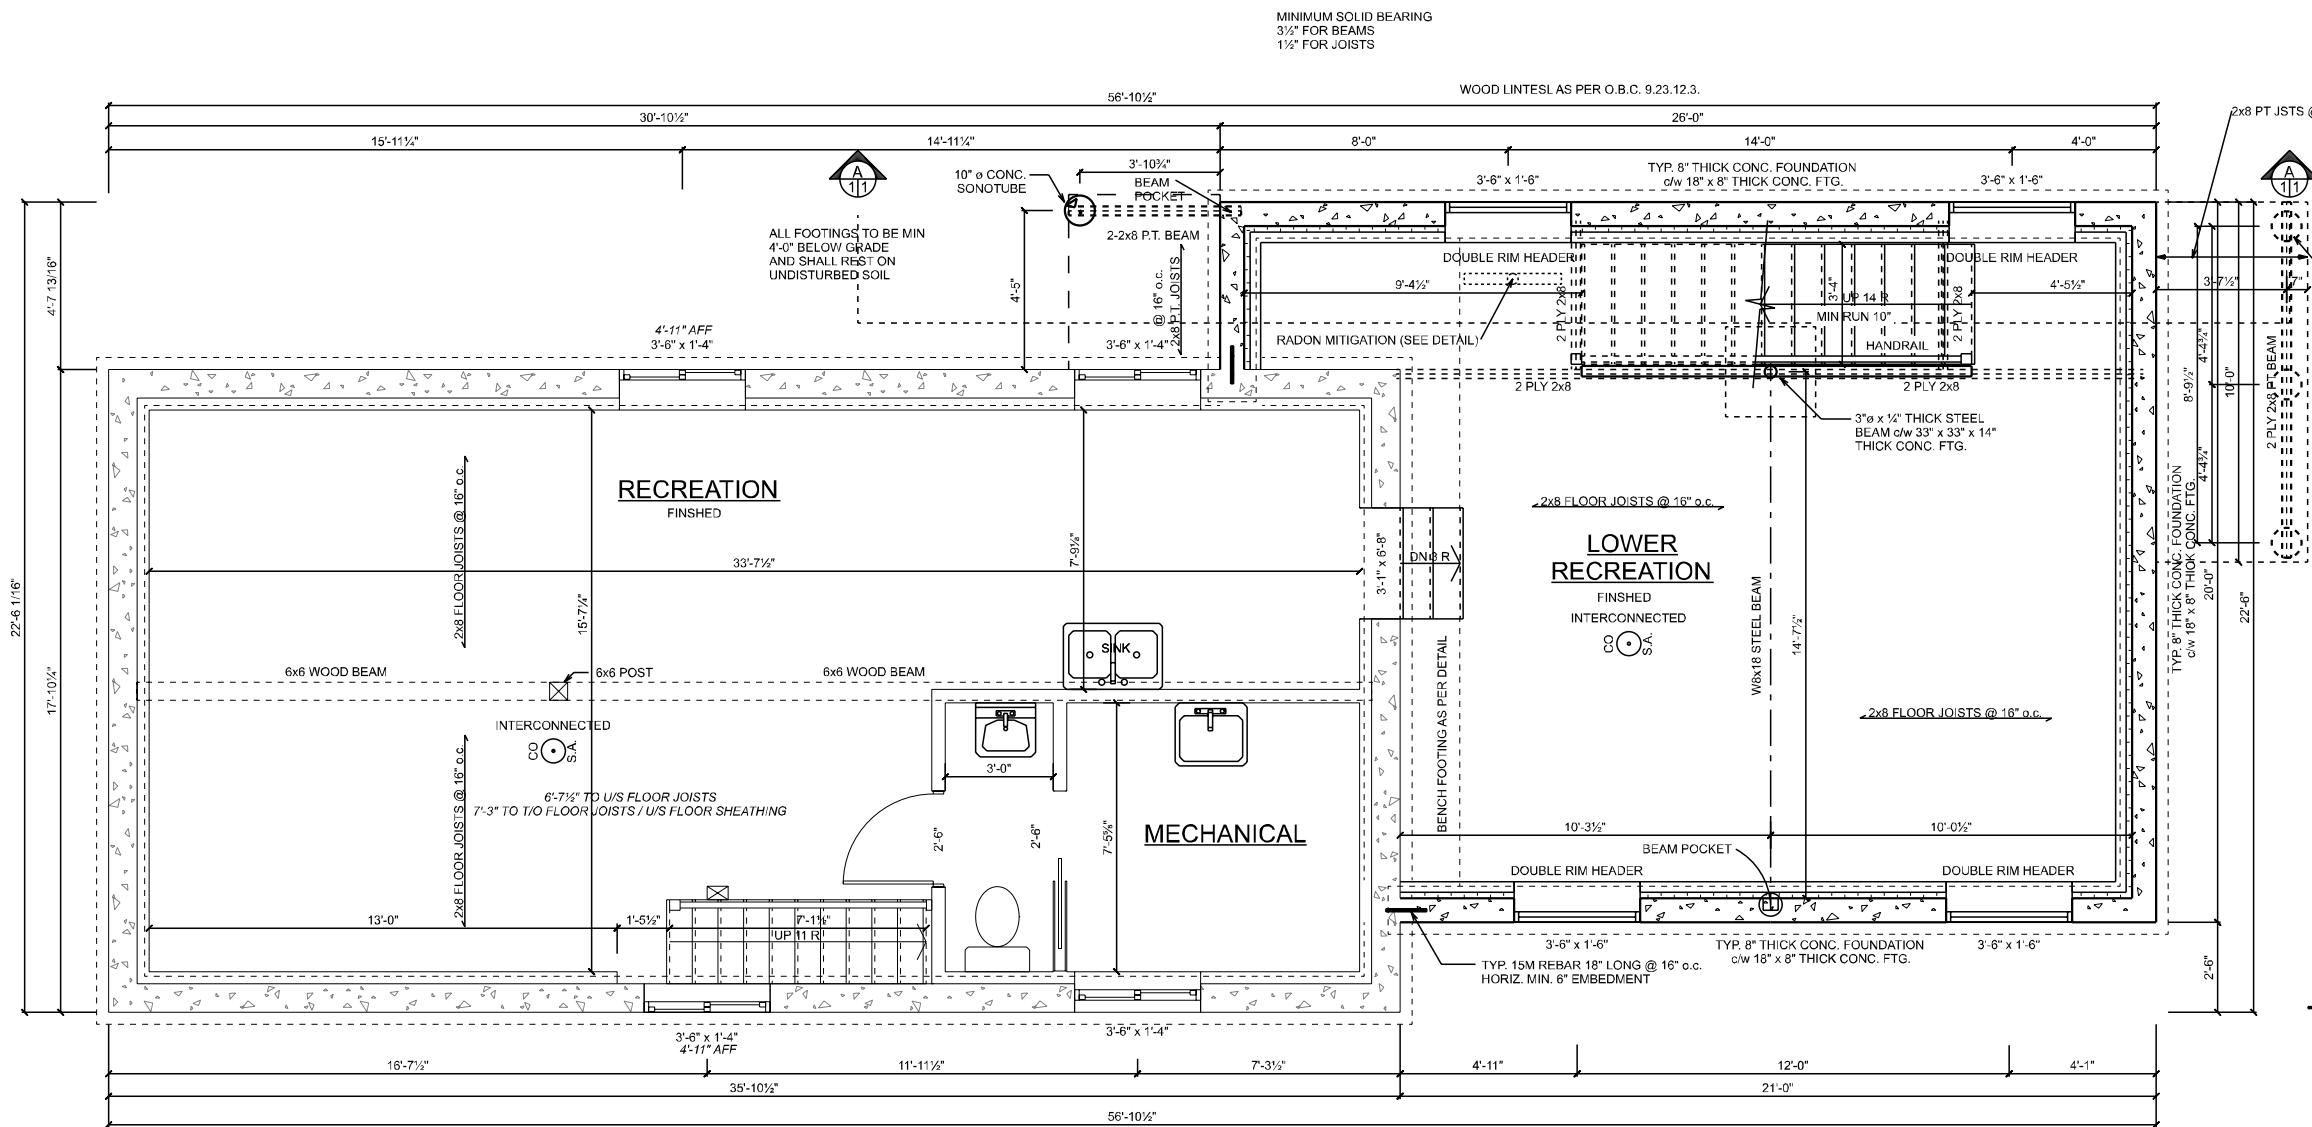 MINIMUM SOLID BEARING
3½" FOR BEAMS
1½" FOR JOISTS
WOOD LINTESL AS PER O.B.C. 9.23.12.3.
56'-10½"
30'-10½"
26'-0"
15'-11¼"
14'-11¼"
8'-0"
14'-0"
4'-0"
2x8 PT JSTS @
A
1 1
10" ø CONC.
SONOTUBE
3'-10¾"
BEAM
POCKET
3'-6" x 1'-6"
TYP. 8" THICK CONC. FOUNDATION
c/w 18" x 8" THICK CONC. FTG.
3'-6" x 1'-6"
A
1 1
ALL FOOTINGS TO BE MIN
4'-0" BELOW GRADE
AND SHALL REST ON
UNDISTURBED SOIL
2-2x8 P.T. BEAM
2x8 P.T. JOISTS
@ 16" o.c.
4'-5"
4'-7 13/16"
DOUBLE RIM HEADER
DOUBLE RIM HEADER
9'-4½"
3'-4"
4'-5½"
3'-7½"
7"
UP 14 R
MIN RUN 10"
HANDRAIL
2 PLY 2x8
2 PLY 2x8
RADON MITIGATION (SEE DETAIL)
4'-11" AFF
3'-6" x 1'-4"
3'-6" x 1'-4"
2 PLY 2x8
2 PLY 2x8
4'-4¾"
8'-9½"
10'-0"
2 PLY 2x8 PT. BEAM
4'-4¾"
3"ø x ¼" THICK STEEL
BEAM c/w 33" x 33" x 14"
THICK CONC. FTG.
RECREATION
FINSHED
2x8 FLOOR JOISTS @ 16" o.c.
33'-7½"
7'-9⅛"
15'-7¼"
3'-1" x 6'-8"
DN 3 R
2x8 FLOOR JOISTS @ 16" o.c.
LOWER
RECREATION
FINSHED
INTERCONNECTED
CO
S.A.
W8x18 STEEL BEAM
14'-7½"
TYP. 8" THICK CONC. FOUNDATION
c/w 18" x 8" THICK CONC. FTG.
20'-0"
22'-6"
22'-6 1/16"
17'-10¼"
SINK
6x6 WOOD BEAM
6x6 POST
6x6 WOOD BEAM
INTERCONNECTED
CO
S.A.
2x8 FLOOR JOISTS @ 16" o.c.
2x8 FLOOR JOISTS @ 16" o.c.
BENCH FOOTING AS PER DETAIL
3'-0"
6'-7½" TO U/S FLOOR JOISTS
7'-3" TO T/O FLOOR JOISTS / U/S FLOOR SHEATHING
2'-6"
2'-6"
7'-5⅝"
MECHANICAL
10'-3½"
10'-0½"
BEAM POCKET
DOUBLE RIM HEADER
DOUBLE RIM HEADER
13'-0"
1'-5½"
7'-1½"
UP 11 R
3'-6" x 1'-6"
TYP. 8" THICK CONC. FOUNDATION
c/w 18" x 8" THICK CONC. FTG.
3'-6" x 1'-6"
TYP. 15M REBAR 18" LONG @ 16" o.c.
HORIZ. MIN. 6" EMBEDMENT
2'-6"
3'-6" x 1'-4"
4'-11" AFF
3'-6" x 1'-4"
16'-7½"
11'-11½"
7'-3½"
4'-11"
12'-0"
4'-1"
35'-10½"
21'-0"
56'-10½"